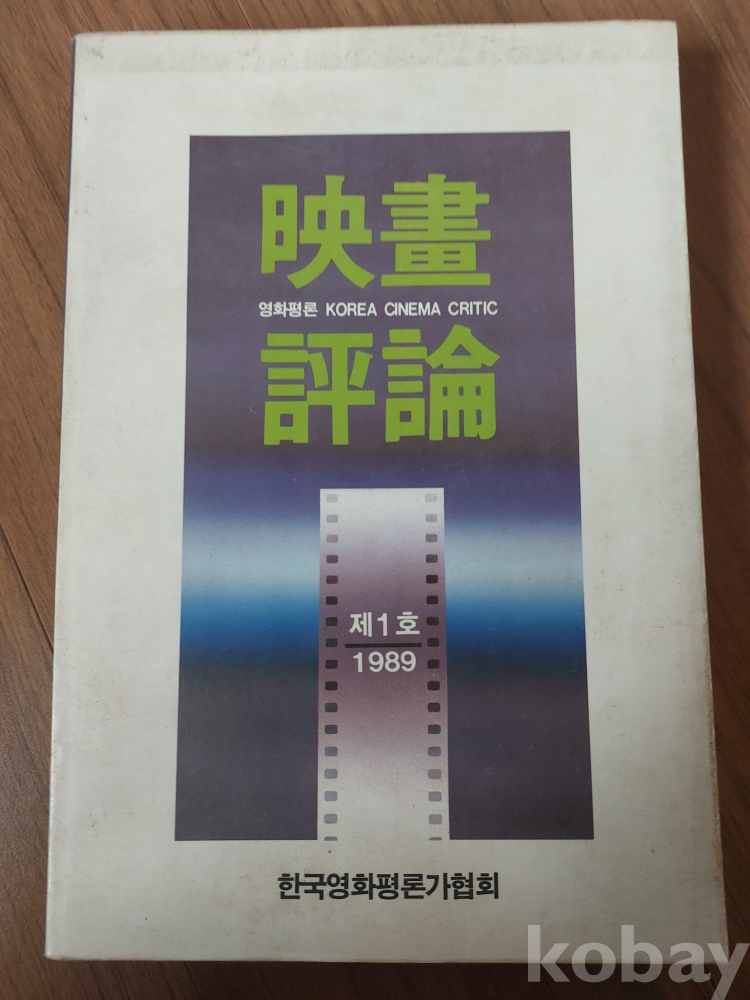 映畫
영화평론 KOREA CINEMA CRITIC
評論
제1호
1989
한국영화평론가협회
kobay